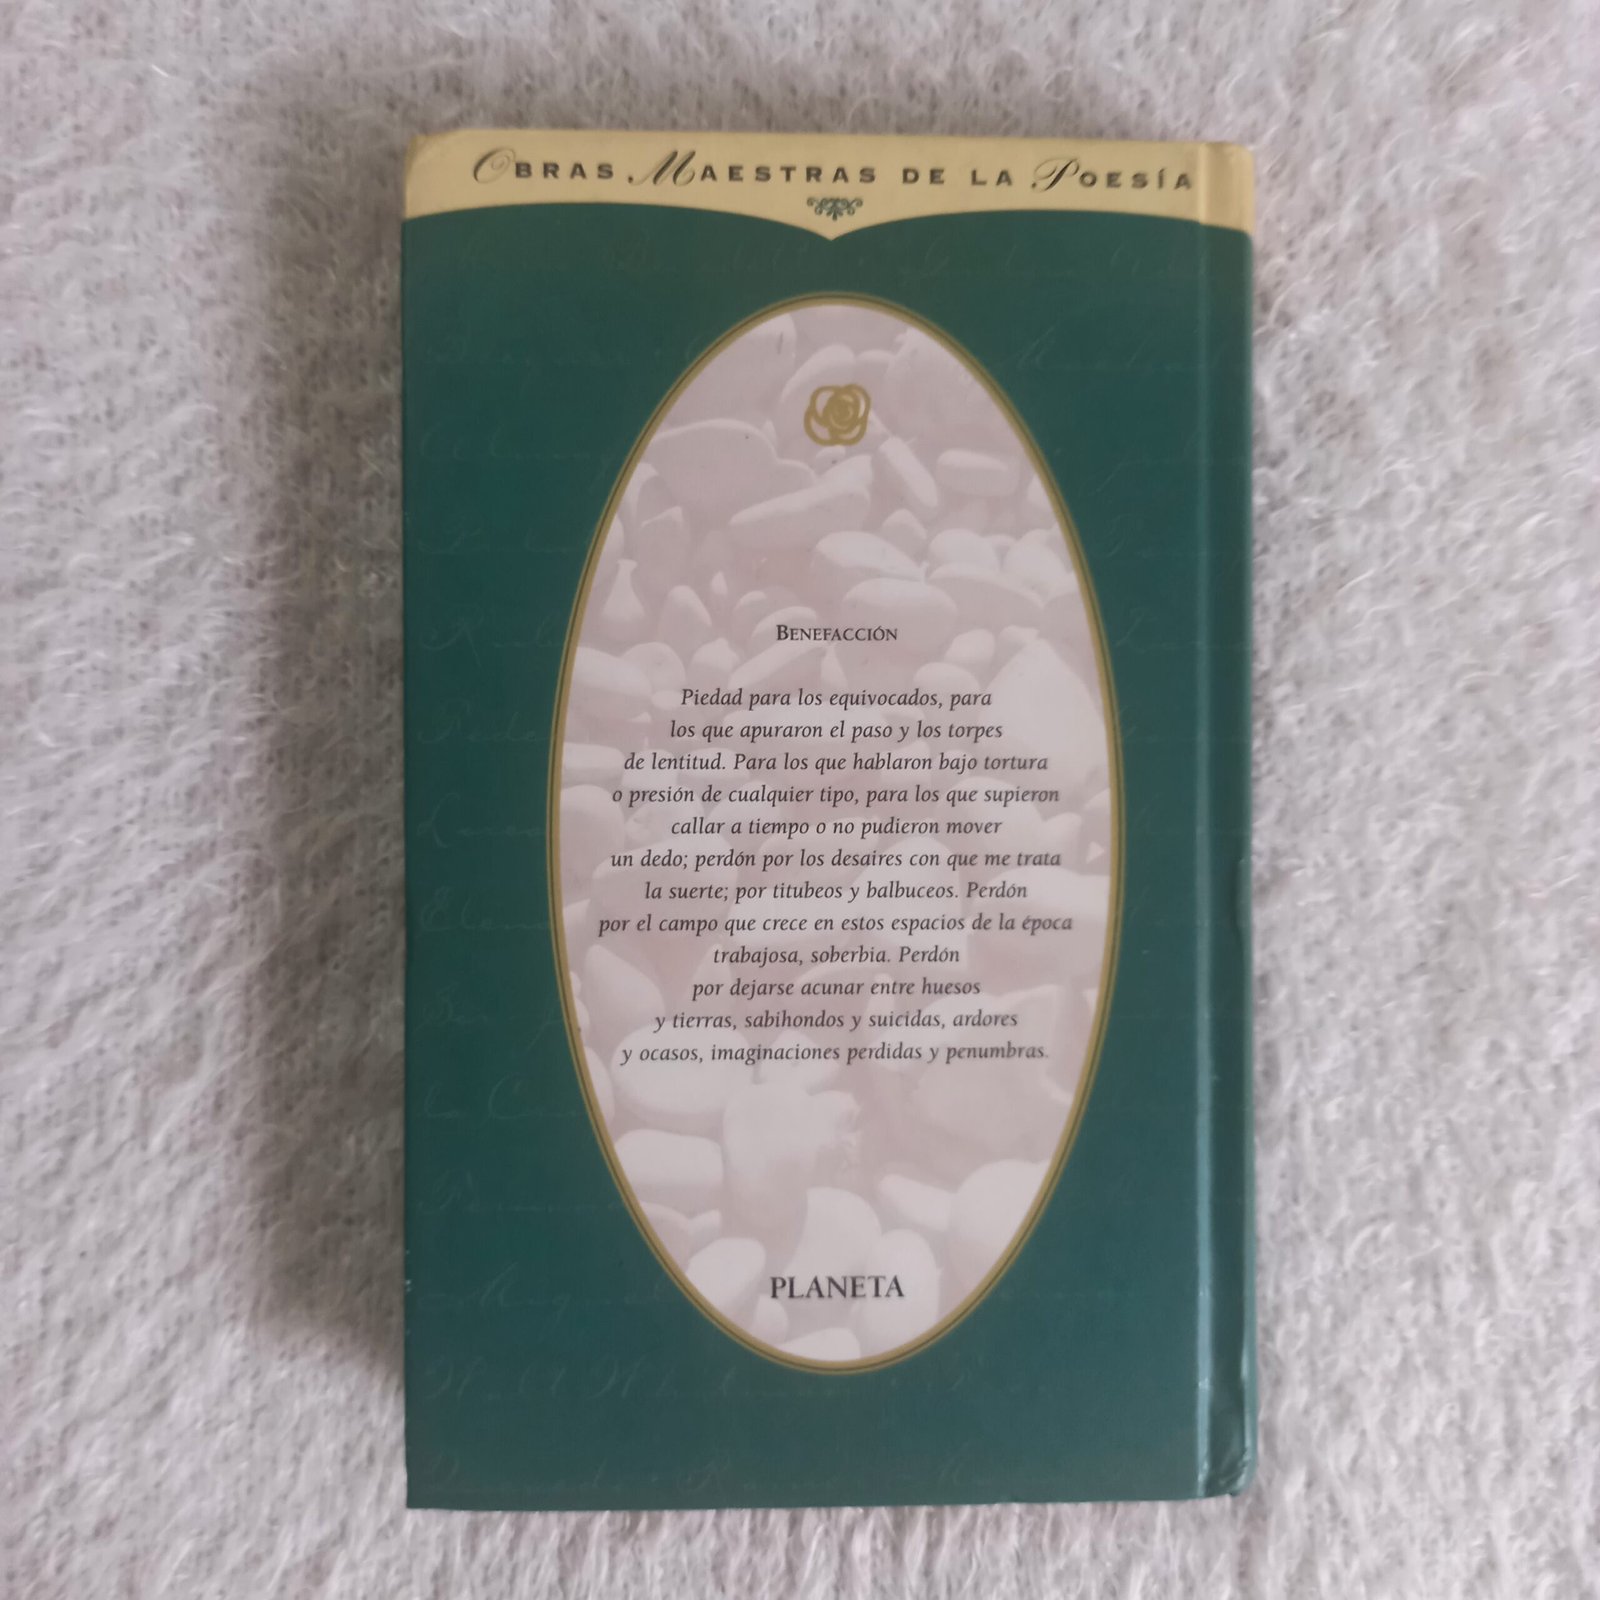 OBRAS MAESTRAS DE LA POESÍA
BENEFACCIÓN
Piedad para los equivocados, para
los que apuraron el paso y los torpes
de lentitud. Para los que hablaron bajo tortura
o presión de cualquier tipo, para los que supieron
callar a tiempo o no pudieron mover
un dedo; perdón por los desaires con que me trata
la suerte; por titubeos y balbuceos. Perdón
por el campo que crece en estos espacios de la época
trabajosa, soberbia. Perdón
por dejarse acunar entre huesos
y tierras, sabihondos y suicidas, ardores
y ocasos, imaginaciones perdidas y penumbras.
PLANETA